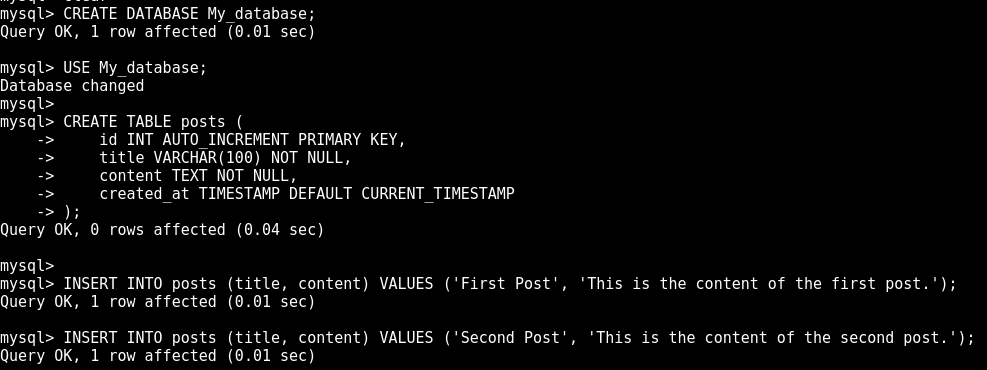 mysql> CREATE DATABASE My_database;
Query OK, 1 row affected (0.01 sec)
mysql> USE My_database;
Database changed
mysql>
mysql> CREATE TABLE posts (
    ->     id INT AUTO_INCREMENT PRIMARY KEY,
    ->     title VARCHAR(100) NOT NULL,
    ->     content TEXT NOT NULL,
    ->     created_at TIMESTAMP DEFAULT CURRENT_TIMESTAMP
    -> );
Query OK, 0 rows affected (0.04 sec)
mysql>
mysql> INSERT INTO posts (title, content) VALUES ('First Post', 'This is the content of the first post.');
Query OK, 1 row affected (0.01 sec)
mysql> INSERT INTO posts (title, content) VALUES ('Second Post', 'This is the content of the second post.');
Query OK, 1 row affected (0.01 sec)